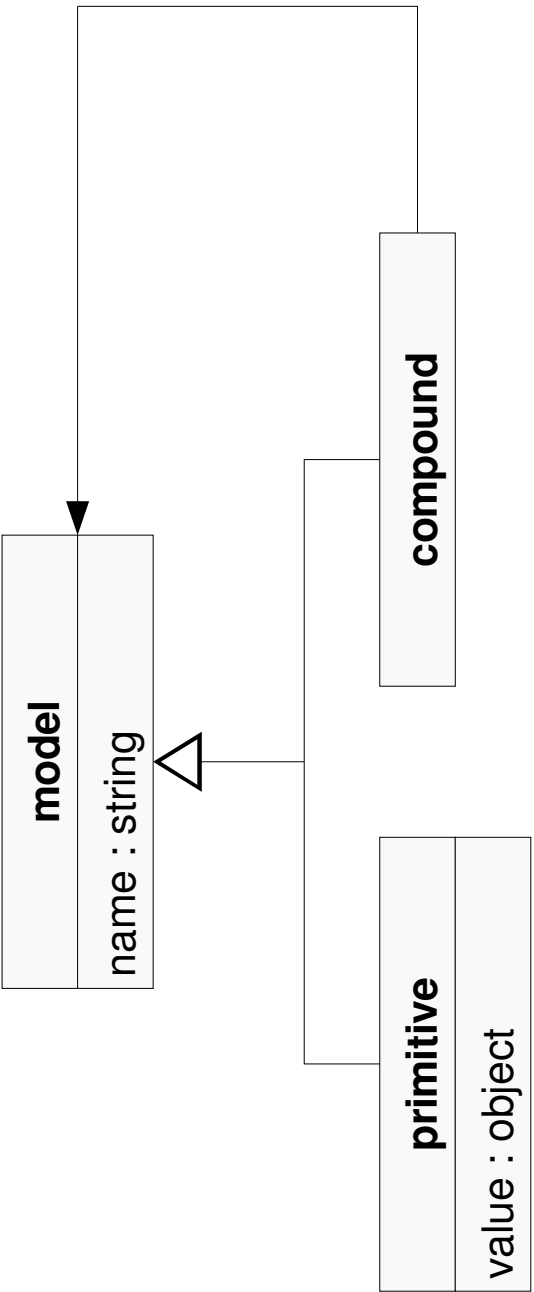 model
name : string
primitive
value : object
compound